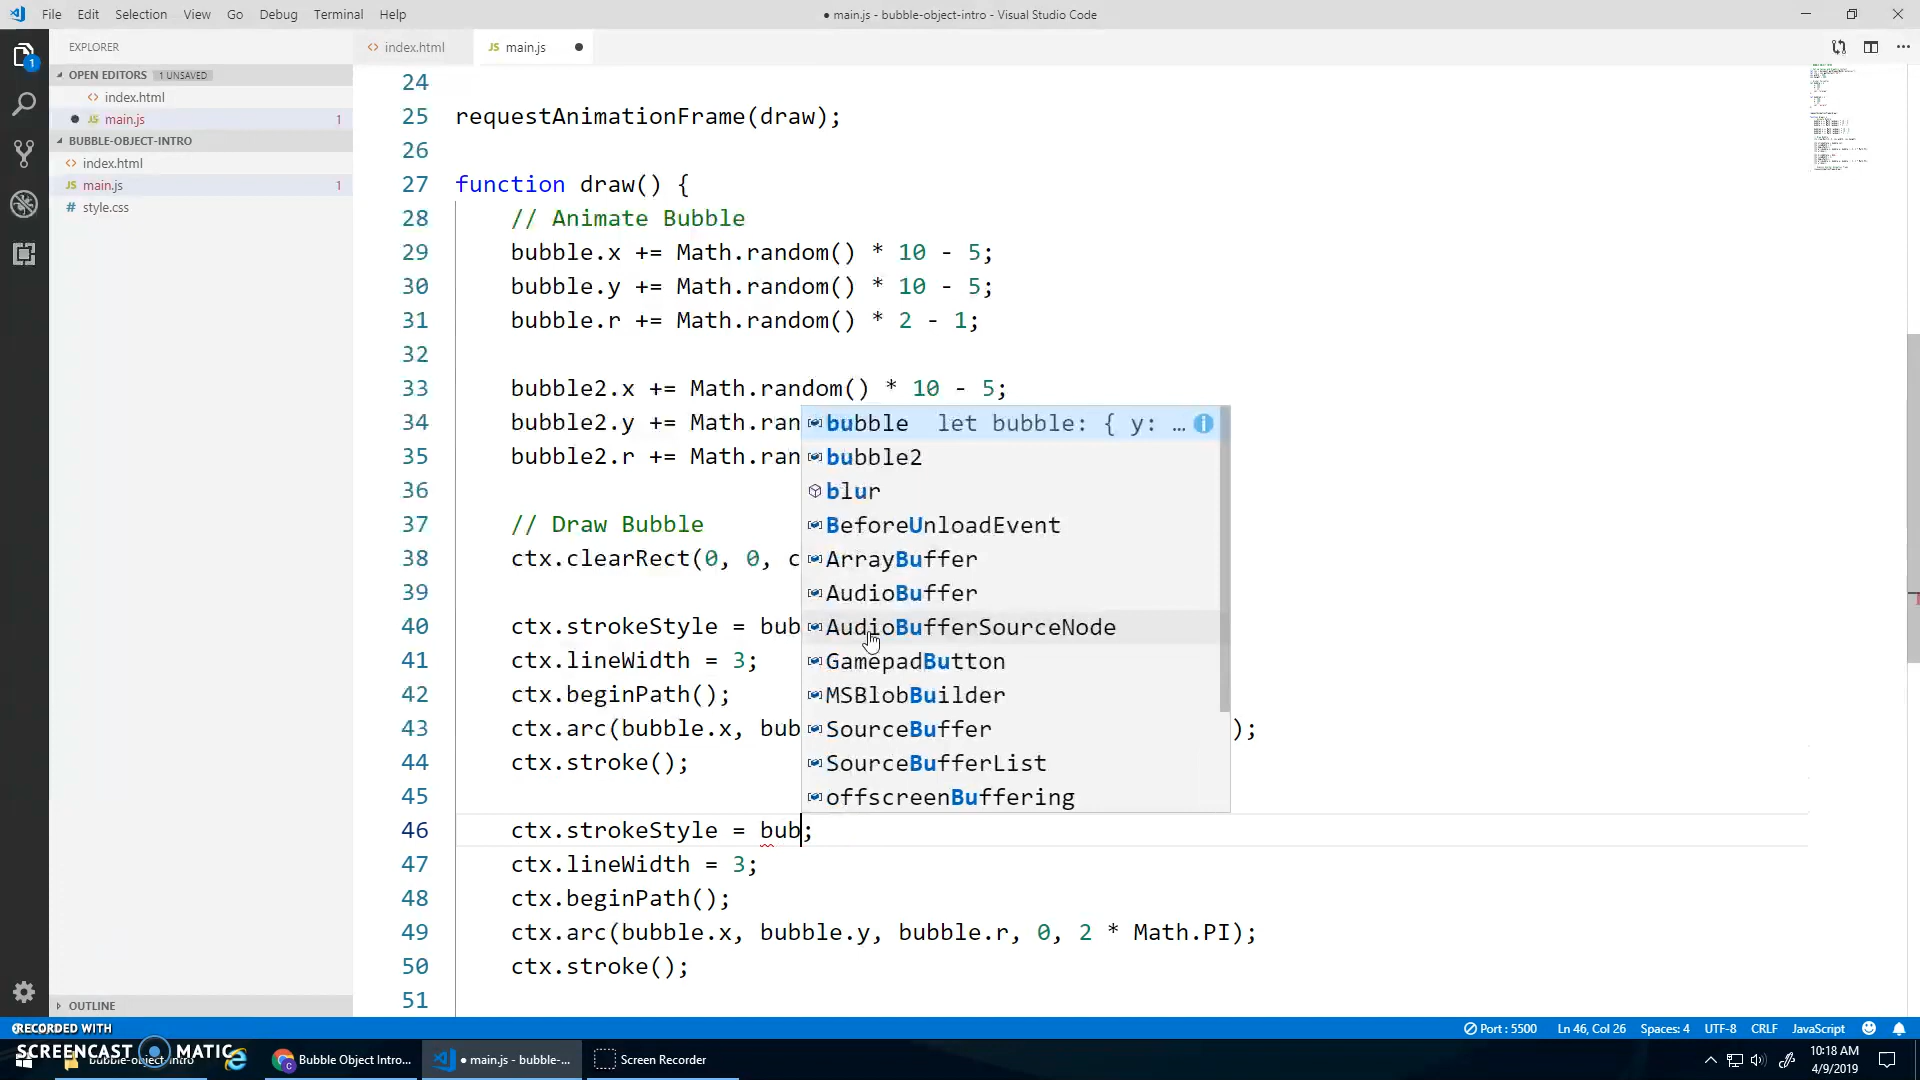 File Edit Selection View Go Debug Terminal Help
● main.js - bubble-object-intro - Visual Studio Code
EXPLORER
index.html
JS main.js ●
OPEN EDITORS 1 UNSAVED
index.html
● JS main.js 1
BUBBLE-OBJECT-INTRO
index.html
JS main.js 1
# style.css
OUTLINE
1
24
25 requestAnimationFrame(draw);
26
27 function draw() {
28 // Animate Bubble
29 bubble.x += Math.random() * 10 - 5;
30 bubble.y += Math.random() * 10 - 5;
31 bubble.r += Math.random() * 2 - 1;
32
33 bubble2.x += Math.random() * 10 - 5;
34 bubble2.y += Math.ran
35 bubble2.r += Math.ran
36
37 // Draw Bubble
38 ctx.clearRect(0, 0, c
39
40 ctx.strokeStyle = bub
41 ctx.lineWidth = 3;
42 ctx.beginPath();
43 ctx.arc(bubble.x, bub );
44 ctx.stroke();
45
46 ctx.strokeStyle = bub;
47 ctx.lineWidth = 3;
48 ctx.beginPath();
49 ctx.arc(bubble.x, bubble.y, bubble.r, 0, 2 * Math.PI);
50 ctx.stroke();
51
bubble let bubble: { y: …
bubble2
blur
BeforeUnloadEvent
ArrayBuffer
AudioBuffer
AudioBufferSourceNode
GamepadButton
MSBlobBuilder
SourceBuffer
SourceBufferList
offscreenBuffering
Port : 5500 Ln 46, Col 26 Spaces: 4 UTF-8 CRLF JavaScript
RECORDED WITH
SCREENCAST MATIC
Bubble Object Intro...
● main.js - bubble-...
Screen Recorder
10:18 AM
4/9/2019